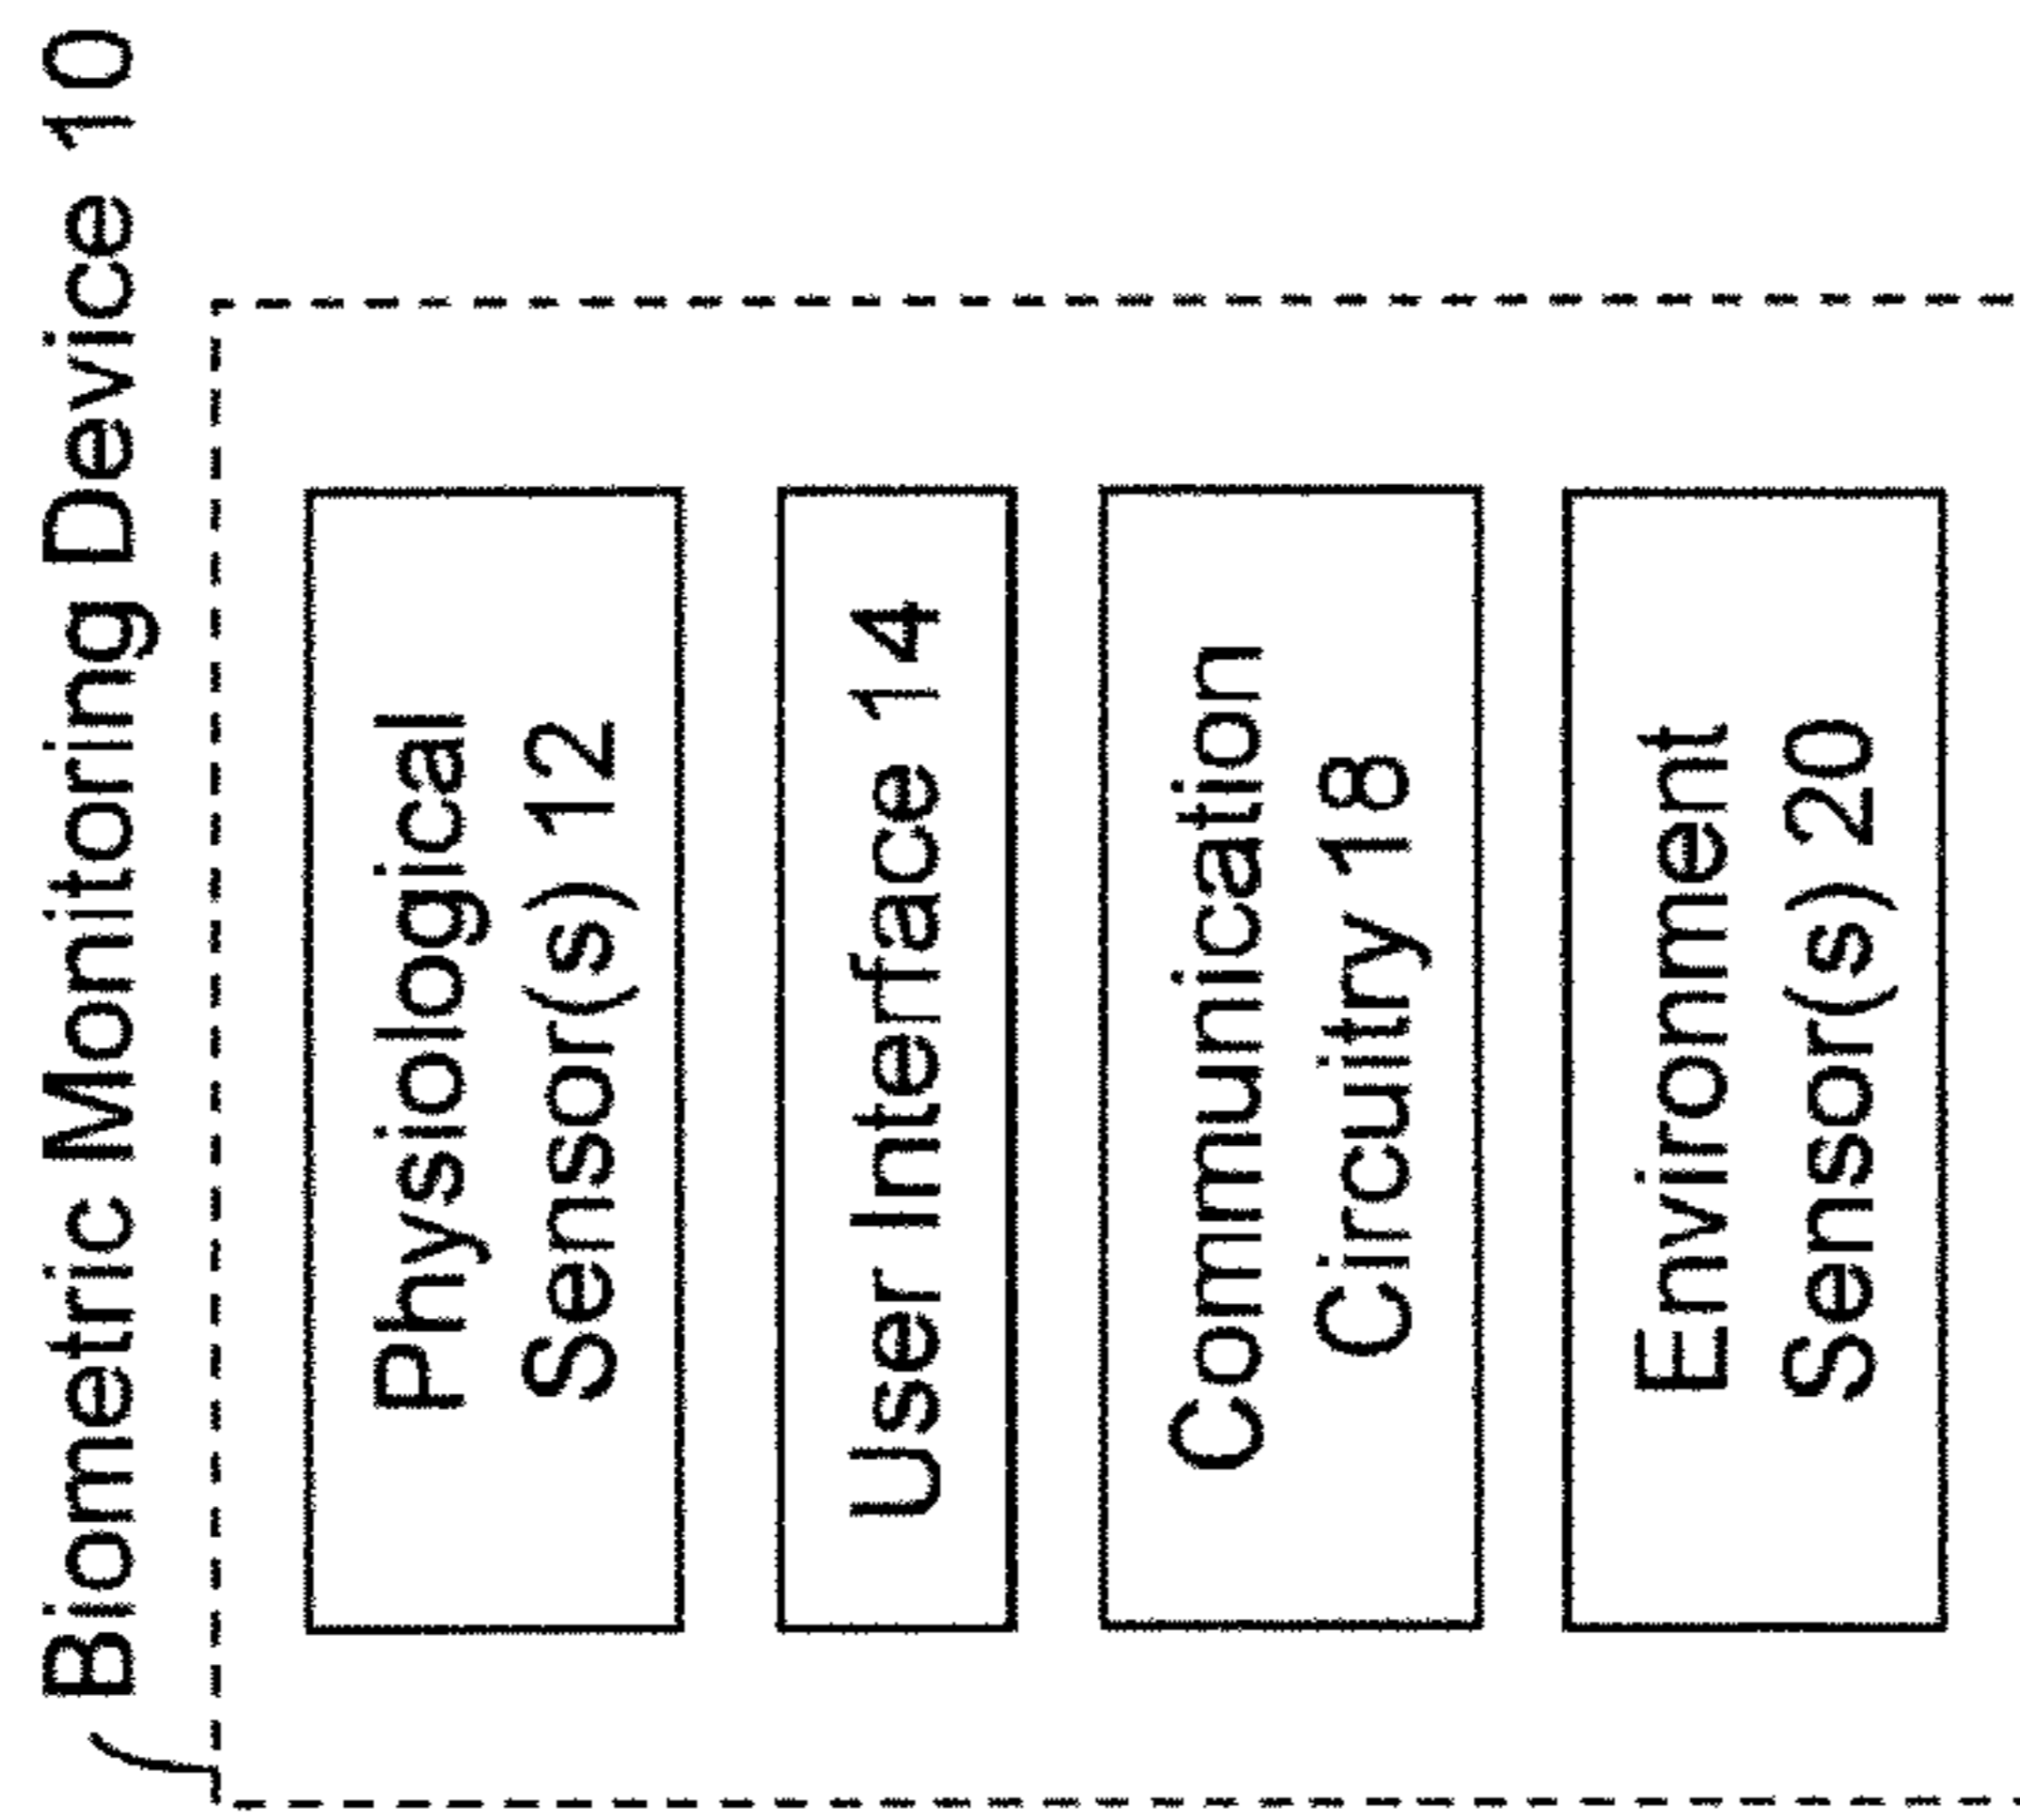 Biometric Monitoring Device 10
Physiological
Sensor(s) 12
User Interface 14
Communication
Circuitry 18
Environment
Sensor(s) 20